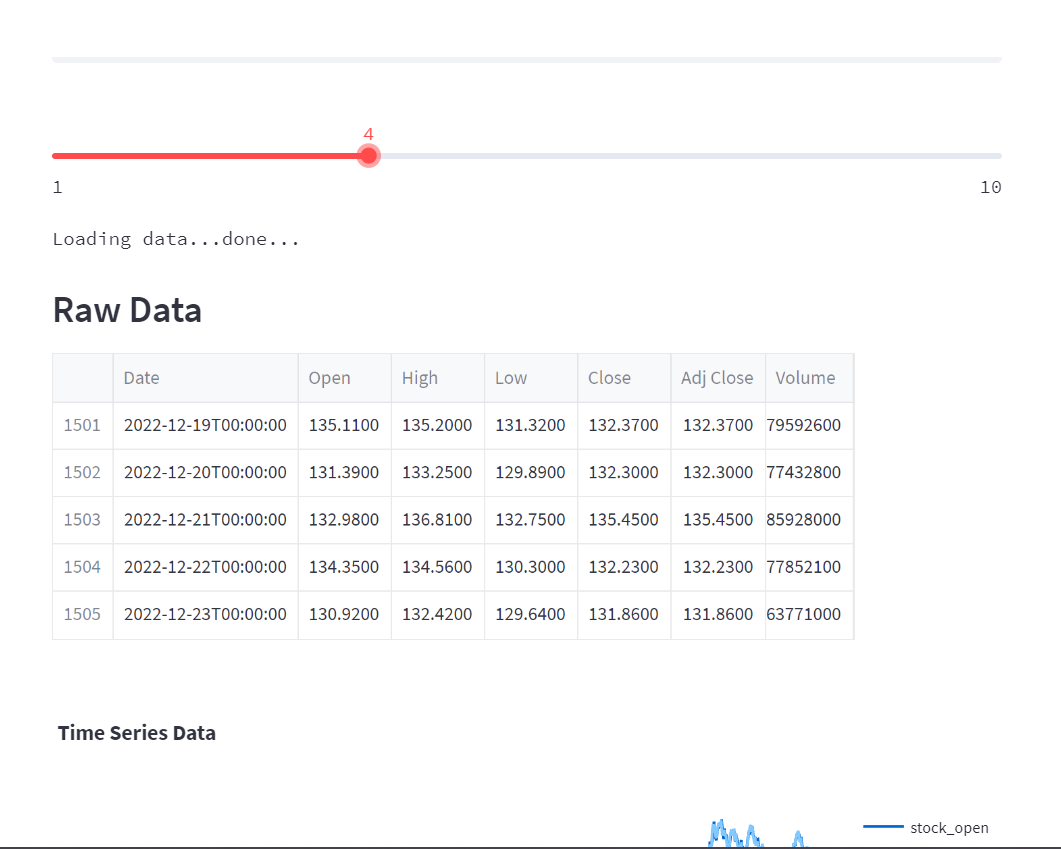 4
1 10
Loading data...done...
Raw Data
Date Open High Low Close Adj Close Volume
1501 2022-12-19T00:00:00 135.1100 135.2000 131.3200 132.3700 132.3700 79592600
1502 2022-12-20T00:00:00 131.3900 133.2500 129.8900 132.3000 132.3000 77432800
1503 2022-12-21T00:00:00 132.9800 136.8100 132.7500 135.4500 135.4500 85928000
1504 2022-12-22T00:00:00 134.3500 134.5600 130.3000 132.2300 132.2300 77852100
1505 2022-12-23T00:00:00 130.9200 132.4200 129.6400 131.8600 131.8600 63771000
Time Series Data
stock_open